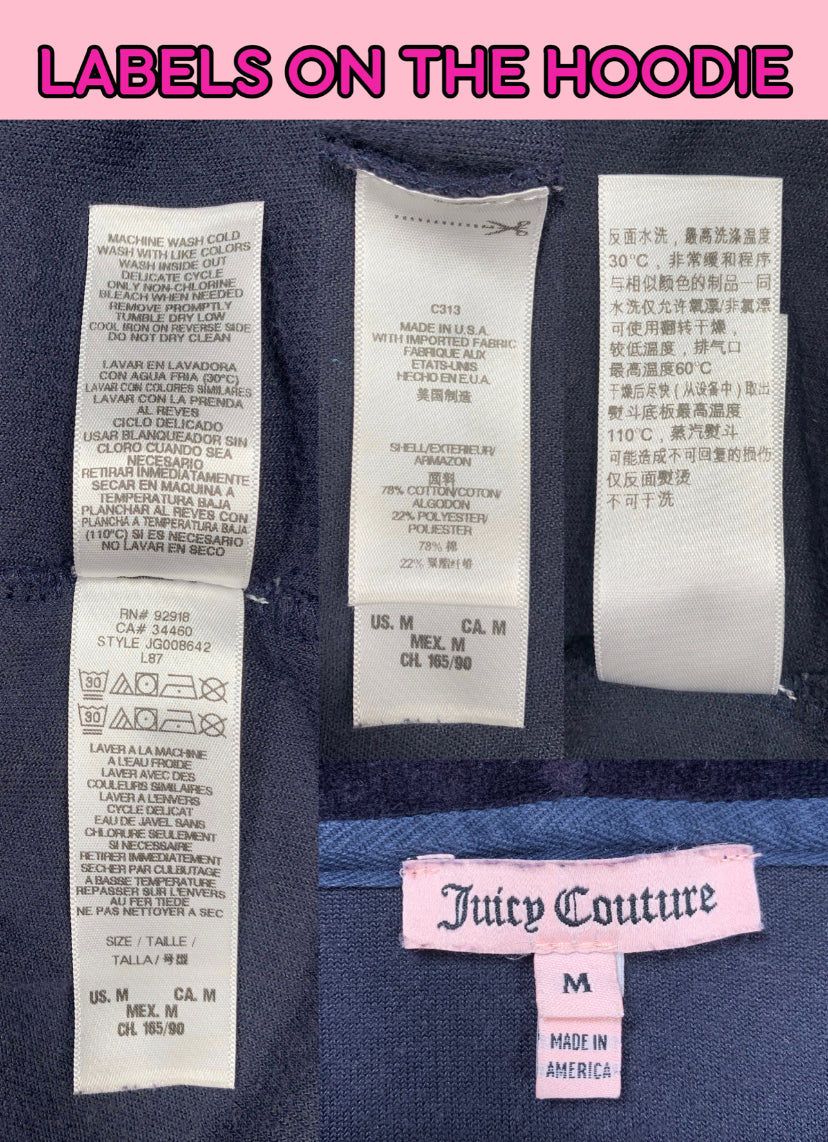 LABELS ON THE HOODIE
MACHINE WASH COLD
WASH WITH LIKE COLORS
WASH INSIDE OUT
DELICATE CYCLE
ONLY NON-CHLORINE
BLEACH WHEN NEEDED
REMOVE PROMPTLY
TUMBLE DRY LOW
COOL IRON ON REVERSE SIDE
DO NOT DRY CLEAN
LAVAR EN LAVADORA
CON AGUA FRIA (30°C)
LAVAR CON COLORES SIMILARES
LAVAR CON LA PRENDA
AL REVES
CICLO DELICADO
USAR BLANQUEADOR SIN
CLORO CUANDO SEA
NECESARIO
RETIRAR INMEDIATAMENTE
SECAR EN MAQUINA A
TEMPERATURA BAJA
PLANCHAR AL REVES CON
PLANCHA A TEMPERATURA BAJA
(110°C) SI ES NECESARIO
NO LAVAR EN SECO
RN# 92918
CA# 34460
STYLE JG008642
L87
30
30
LAVER A LA MACHINE
A L'EAU FROIDE
LAVER AVEC DES
COULEURS SIMILAIRES
LAVER A L'ENVERS
CYCLE DELICAT
EAU DE JAVEL SANS
CHLORURE SEULEMENT
SI NECESSAIRE
RETIRER IMMEDIATEMENT
SECHER PAR CULBUTAGE
A BASSE TEMPERATURE
REPASSER SUR L'ENVERS
AU FER TIEDE
NE PAS NETTOYER A SEC
SIZE / TAILLE /
TALLA / 号型
US. M CA. M
MEX. M
CH. 165/90
C313
MADE IN U.S.A.
WITH IMPORTED FABRIC
FABRIQUE AUX
ETATS-UNIS
HECHO EN E.U.A.
美国制造
SHELL/EXTERIEUR/
ARMAZON
面料
78% COTTON/COTON/
ALGODON
22% POLYESTER/
POLIESTER
78% 棉
22% 聚酯纤维
US. M CA. M
MEX. M
CH. 165/90
反面水洗，最高洗涤温度
30°C，非常缓和程序
与相似颜色的制品一同
水洗仅允许氧漂/非氯漂
可使用翻转干燥，
较低温度，排气口
最高温度60°C
干燥后尽快（从设备中）取出
熨斗底板最高温度
110°C，蒸汽熨斗
可能造成不可回复的损伤
仅反面熨烫
不可干洗
Juicy Couture
M
MADE IN
AMERICA